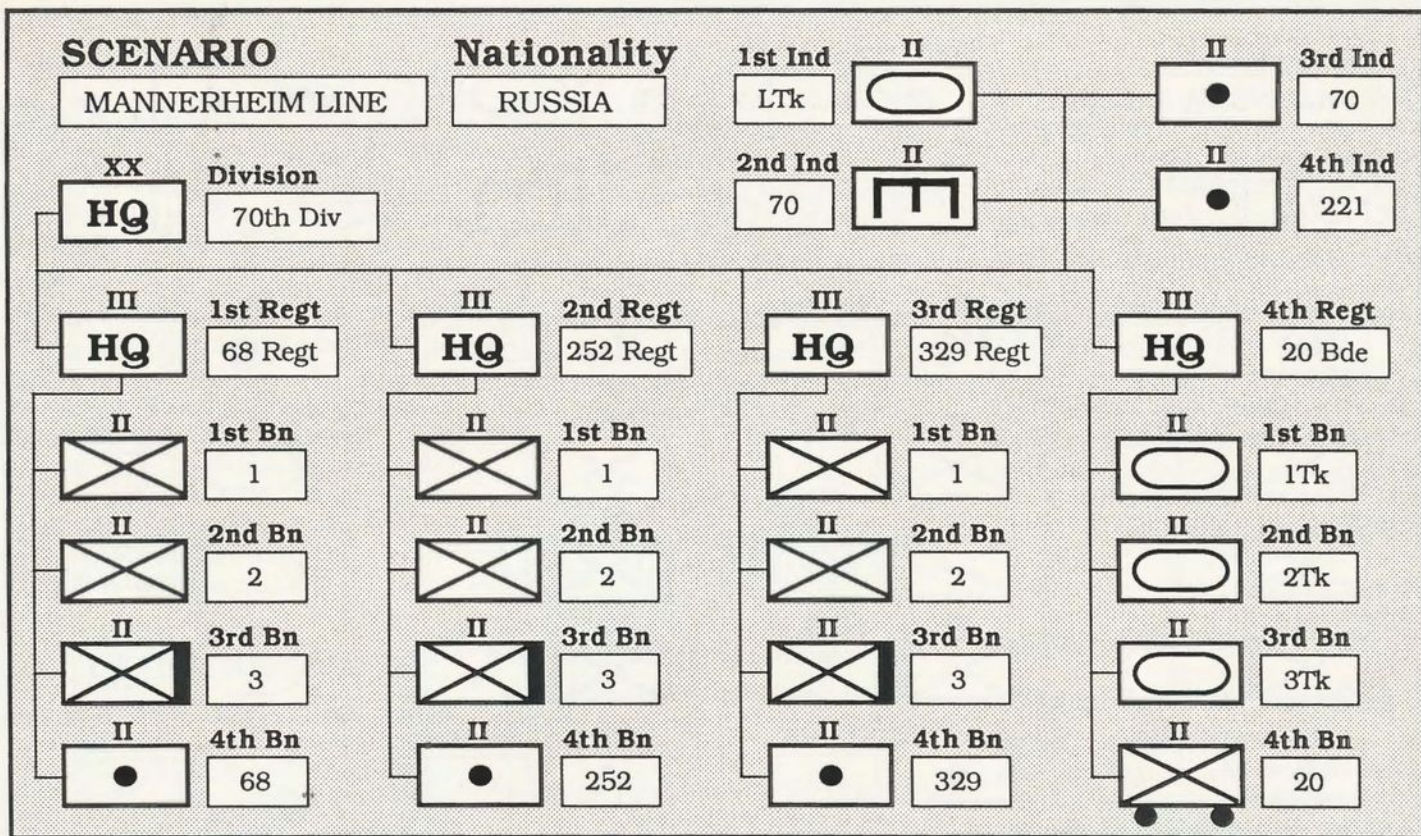 SCENARIO Nationality
MANNERHEIM LINE RUSSIA
1st Ind II II 3rd Ind
LTk 70
2nd Ind II II 4th Ind
70 221
XX Division
HQ 70th Div
III 1st Regt III 2nd Regt III 3rd Regt III 4th Regt
HQ 68 Regt HQ 252 Regt HQ 329 Regt HQ 20 Bde
II 1st Bn II 1st Bn II 1st Bn II 1st Bn
1 1 1 1Tk
II 2nd Bn II 2nd Bn II 2nd Bn II 2nd Bn
2 2 2 2Tk
II 3rd Bn II 3rd Bn II 3rd Bn II 3rd Bn
3 3 3 3Tk
II 4th Bn II 4th Bn II 4th Bn II 4th Bn
68 252 329 20